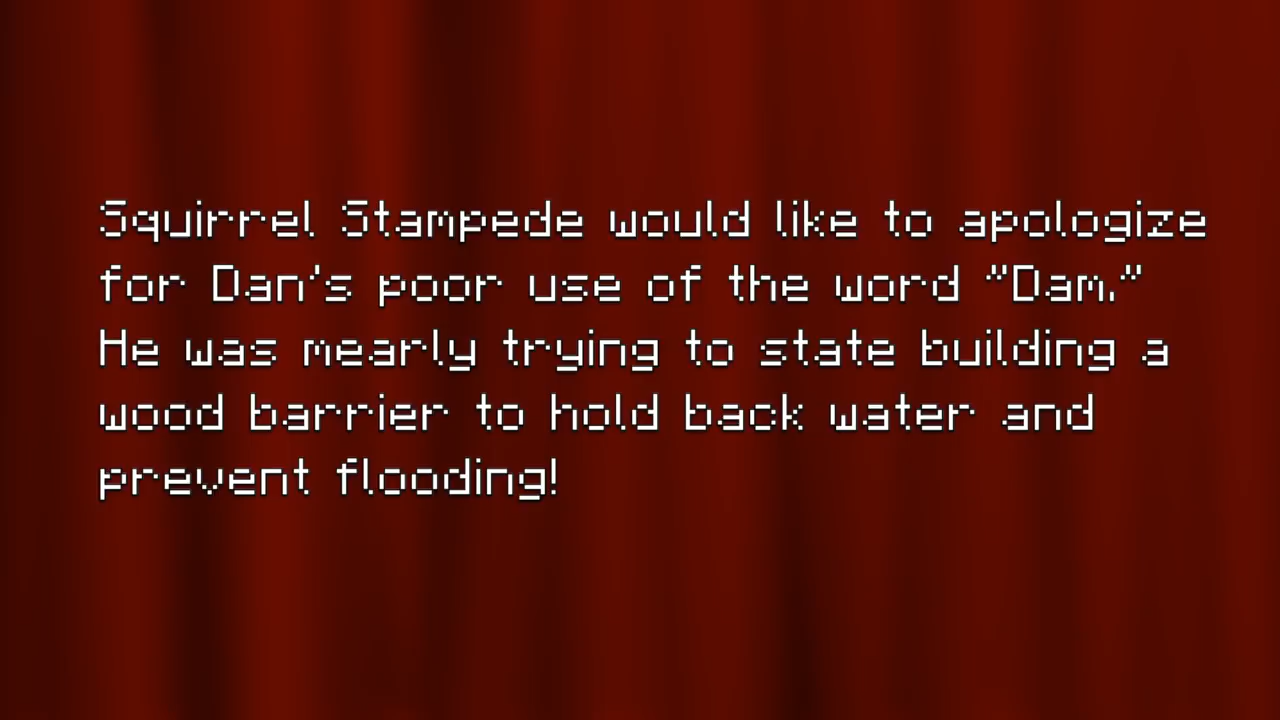 Squirrel Stampede would like to apologize
for Dan's poor use of the word "Dam."
He was mearly trying to state building a
wood barrier to hold back water and
prevent flooding!